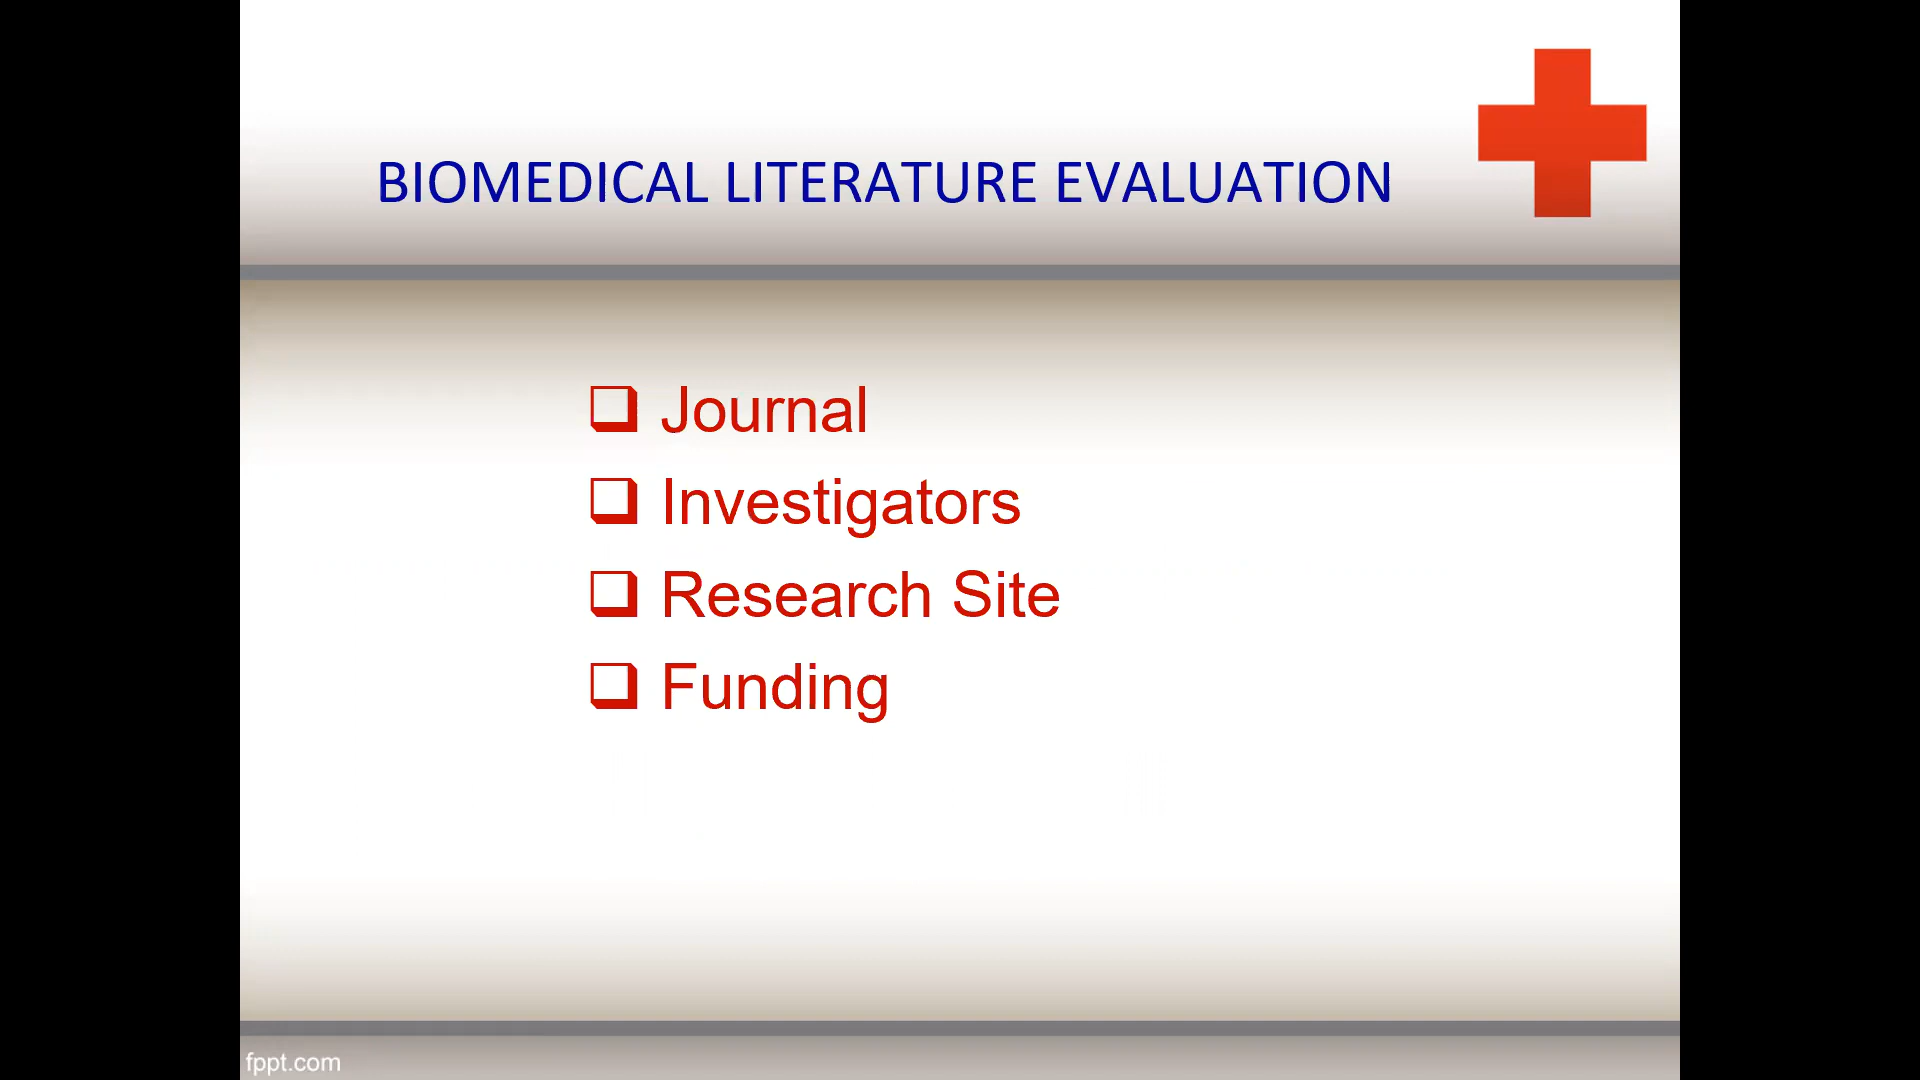 BIOMEDICAL LITERATURE EVALUATION
Journal
Investigators
Research Site
Funding
fppt.com